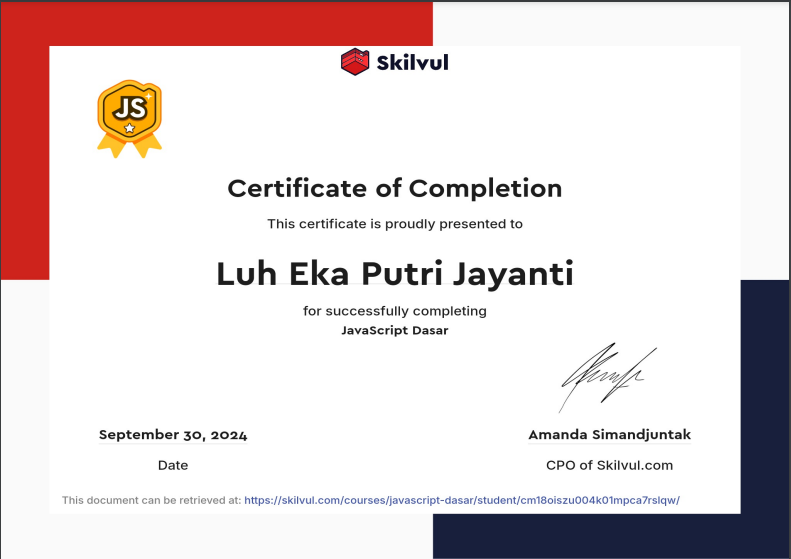 Skilvul
JS
Certificate of Completion
This certificate is proudly presented to
Luh Eka Putri Jayanti
for successfully completing
JavaScript Dasar
September 30, 2024
Amanda Simandjuntak
Date
CPO of Skilvul.com
This document can be retrieved at: https://skilvul.com/courses/javascript-dasar/student/cm18oiszu004k01mpca7rslqw/